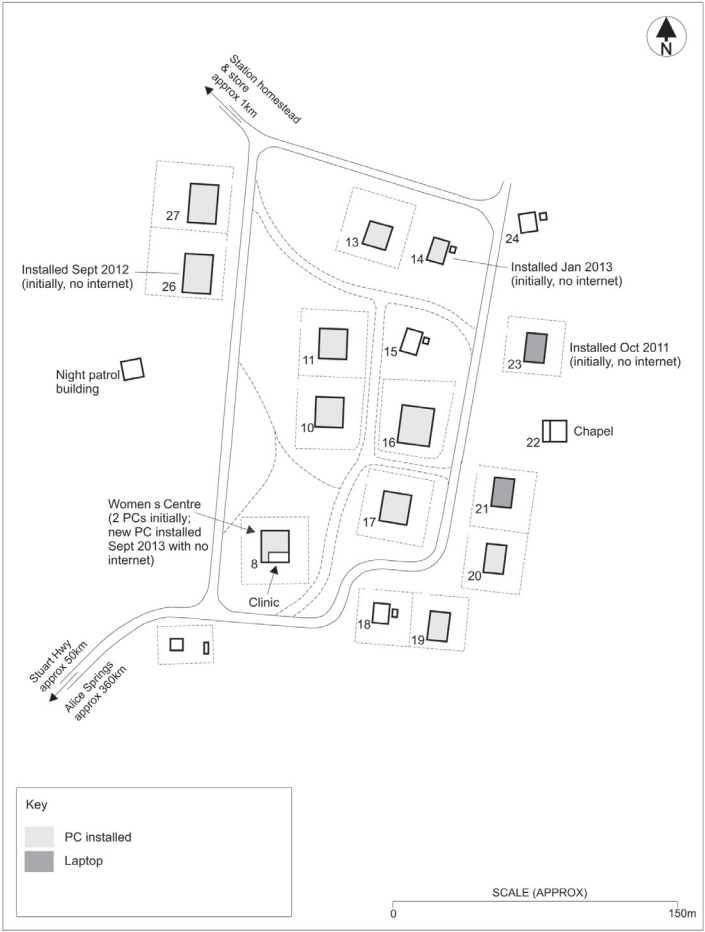 N
Station homestead
& store
approx 1km
27
13
14
24
Installed Sept 2012
(initially, no internet)
26
Installed Jan 2013
(initially, no internet)
11
15
23
Installed Oct 2011
(initially, no internet)
Night patrol
building
10
16
22
Chapel
21
17
Women s Centre
(2 PCs initially;
new PC installed
Sept 2013 with no
internet)
8
20
Clinic
18
19
Stuart Hwy
approx 50km
Alice Springs
approx 360km
Key
PC installed
Laptop
SCALE (APPROX)
0
150m